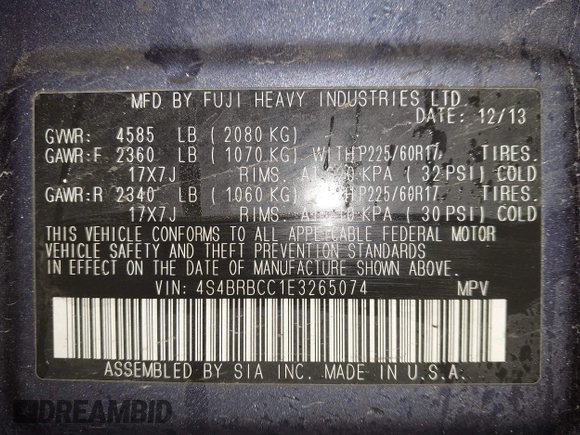 MFD BY FUJI HEAVY INDUSTRIES LTD.
DATE: 12/13
GVWR: 4585 LB (2080 KG)
GAWR:F 2360 LB (1070 KG) WITH P225/60R17 TIRES.
17X7J RIMS. KPA (32 PSI) COLD
GAWR:R 2340 LB (1060 KG) P225/60R17 TIRES.
17X7J RIMS. KPA (30 PSI) COLD
THIS VEHICLE CONFORMS TO ALL APPLICABLE FEDERAL MOTOR
VEHICLE SAFETY AND THEFT PREVENTION STANDARDS
IN EFFECT ON THE DATE OF MANUFACTURE SHOWN ABOVE.
VIN: 4S4BRBCC1E3265074 MPV
ASSEMBLED BY SIA INC. MADE IN U.S.A.
DREAMBID